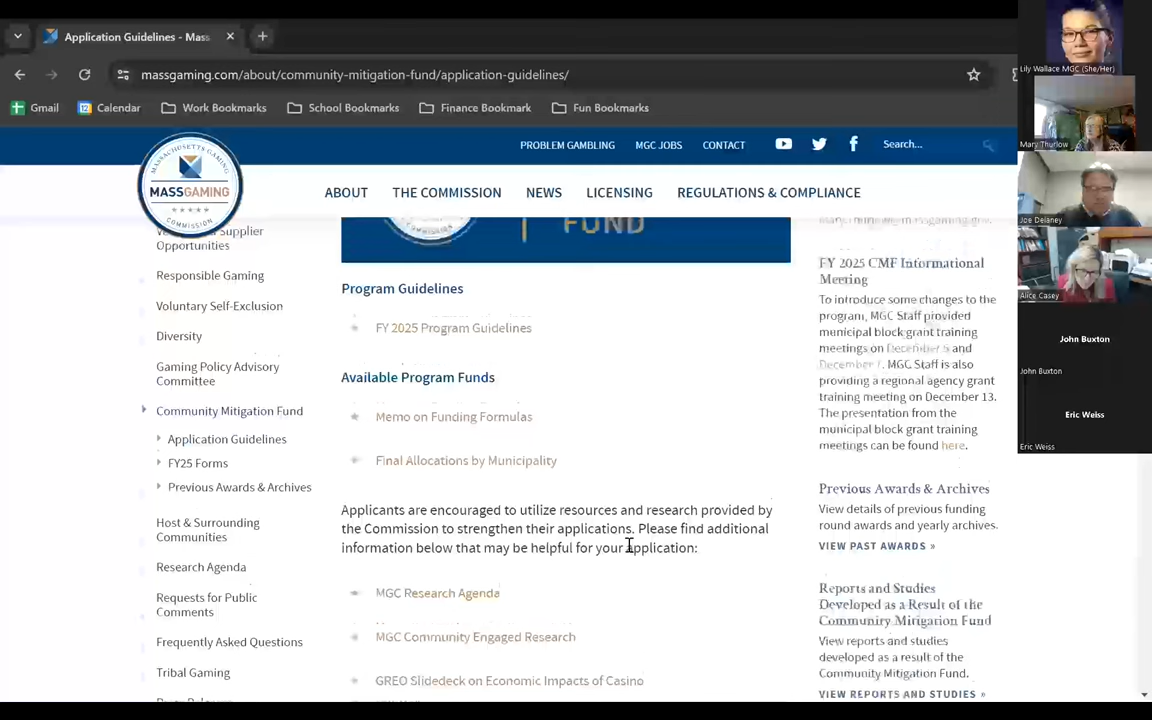 Application Guidelines - Mass
massgaming.com/about/community-mitigation-fund/application-guidelines/
Gmail
Calendar
Work Bookmarks
School Bookmarks
Finance Bookmark
Fun Bookmarks
PROBLEM GAMBLING
MGC JOBS
CONTACT
Search...
MASSACHUSETTS GAMING
MASSGAMING
COMMISSION
ABOUT
THE COMMISSION
NEWS
LICENSING
REGULATIONS & COMPLIANCE
Supplier
Opportunities
Responsible Gaming
Voluntary Self-Exclusion
Diversity
Gaming Policy Advisory
Committee
Community Mitigation Fund
Application Guidelines
FY25 Forms
Previous Awards & Archives
Host & Surrounding
Communities
Research Agenda
Requests for Public
Comments
Frequently Asked Questions
Tribal Gaming
FUND
Program Guidelines
FY 2025 Program Guidelines
Available Program Funds
Memo on Funding Formulas
Final Allocations by Municipality
Applicants are encouraged to utilize resources and research provided by
the Commission to strengthen their applications. Please find additional
information below that may be helpful for your application:
MGC Research Agenda
MGC Community Engaged Research
GREO Slidedeck on Economic Impacts of Casino
FY 2025 CMF Informational
Meeting
To introduce some changes to the
program, MGC Staff provided
municipal block grant training
meetings on December and
December MGC Staff is also
providing a regional agency grant
training meeting on December 13.
The presentation from the
municipal block grant training
meetings can be found here.
Previous Awards & Archives
View details of previous funding
round awards and yearly archives.
VIEW PAST AWARDS »
Reports and Studies
Developed as a Result of the
Community Mitigation Fund
View reports and studies
developed as a result of the
Community Mitigation Fund.
VIEW REPORTS AND STUDIES »
Lily Wallace MGC (She/Her)
Mary Thurlow
Joe Delaney
Alice Casey
John Buxton
John Buxton
Eric Weiss
Eric Weiss